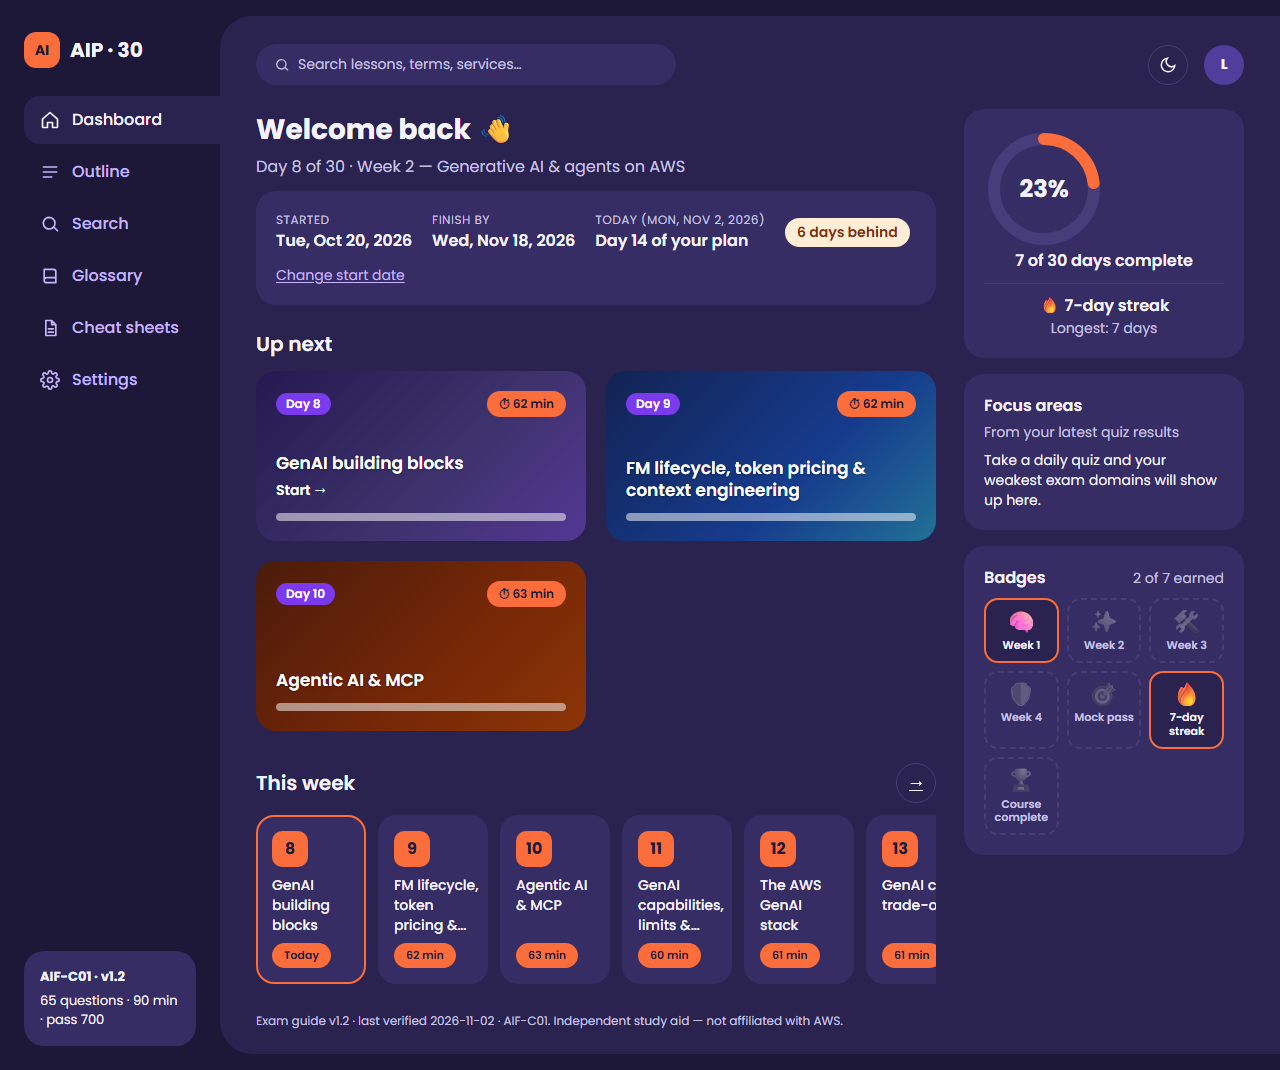 AI AIP · 30
Dashboard
Outline
Search
Glossary
Cheat sheets
Settings
AIF-C01 · v1.2
65 questions · 90 min
· pass 700
Search lessons, terms, services…
L
Welcome back 👋
Day 8 of 30 · Week 2 — Generative AI & agents on AWS
STARTED
Tue, Oct 20, 2026
FINISH BY
Wed, Nov 18, 2026
TODAY (MON, NOV 2, 2026)
Day 14 of your plan
6 days behind
Change start date
Up next
Day 8
⏱ 62 min
GenAI building blocks
Start →
Day 9
⏱ 62 min
FM lifecycle, token pricing &
context engineering
Day 10
⏱ 63 min
Agentic AI & MCP
This week
→
8
GenAI
building
blocks
Today
9
FM lifecycle,
token
pricing &…
62 min
10
Agentic AI
& MCP
63 min
11
GenAI
capabilities,
limits &…
60 min
12
The AWS
GenAI
stack
61 min
13
GenAI c
trade-o
61 min
Exam guide v1.2 · last verified 2026-11-02 · AIF-C01. Independent study aid — not affiliated with AWS.
23%
7 of 30 days complete
🔥 7-day streak
Longest: 7 days
Focus areas
From your latest quiz results
Take a daily quiz and your
weakest exam domains will show
up here.
Badges
2 of 7 earned
Week 1
Week 2
Week 3
Week 4
Mock pass
7-day
streak
Course
complete